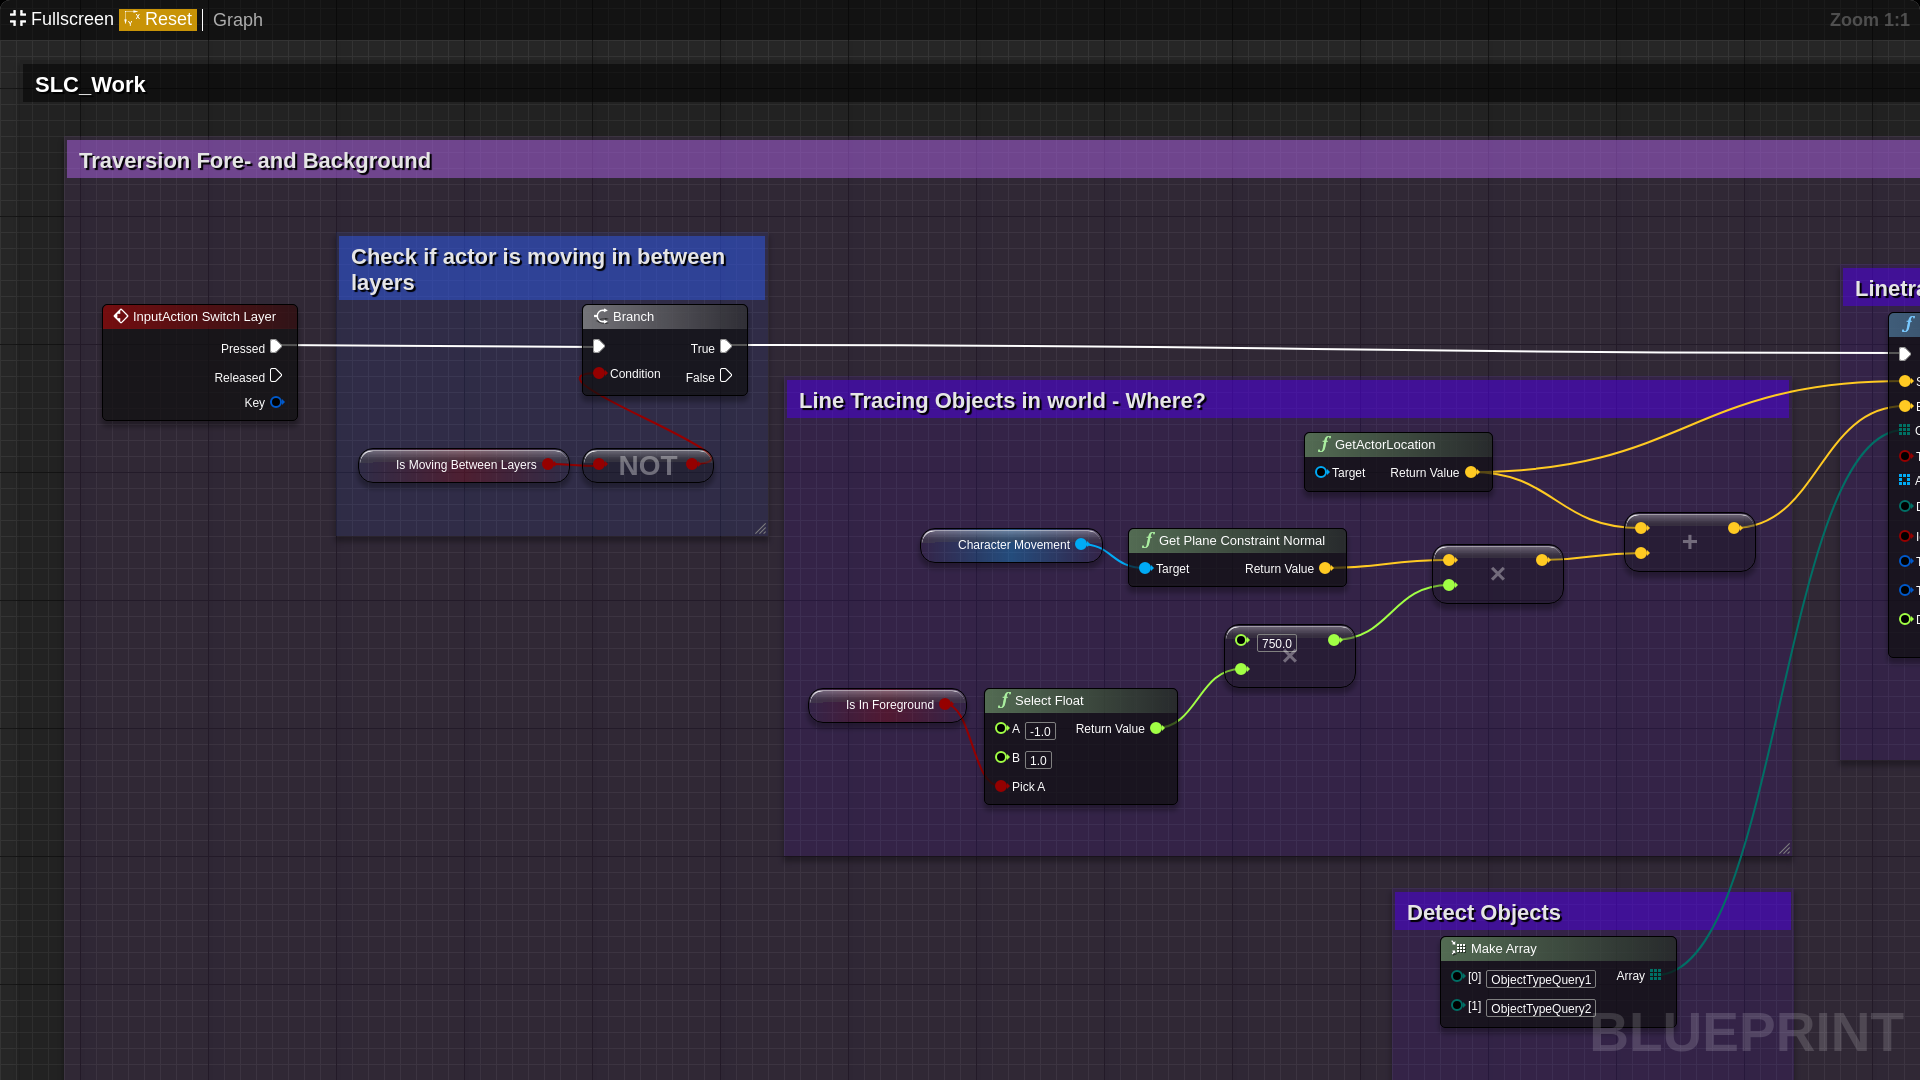 Fullscreen Reset Graph Zoom 1:1
SLC_Work
Traversion Fore- and Background
Check if actor is moving in between
layers
InputAction Switch Layer
Pressed
Released
Key
Branch
True
Condition False
Is Moving Between Layers
NOT
Line Tracing Objects in world - Where?
GetActorLocation
Target Return Value
Character Movement
Get Plane Constraint Normal
Target Return Value
×
+
750.0
×
Is In Foreground
Select Float
A -1.0 Return Value
B 1.0
Pick A
Detect Objects
Make Array
[0] ObjectTypeQuery1 Array
[1] ObjectTypeQuery2
BLUEPRINT